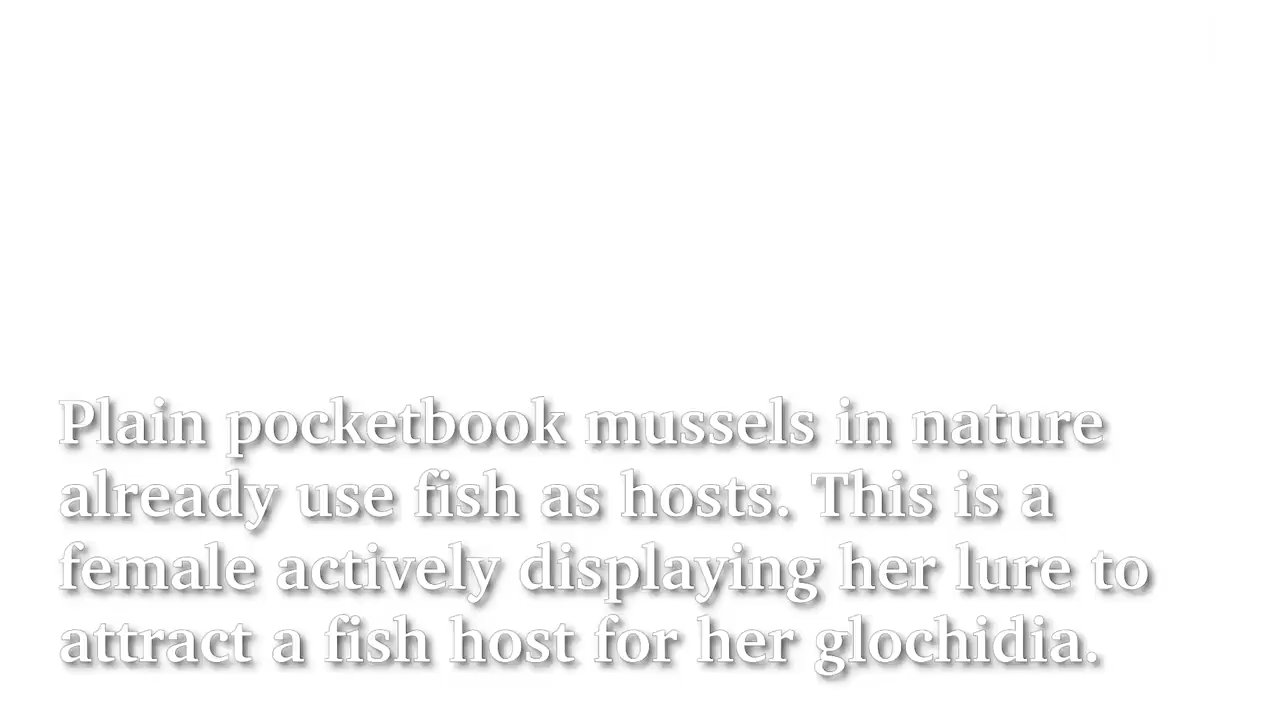 Plain pocketbook mussels in nature
already use fish as hosts. This is a
female actively displaying her lure to
attract a fish host for her glochidia.